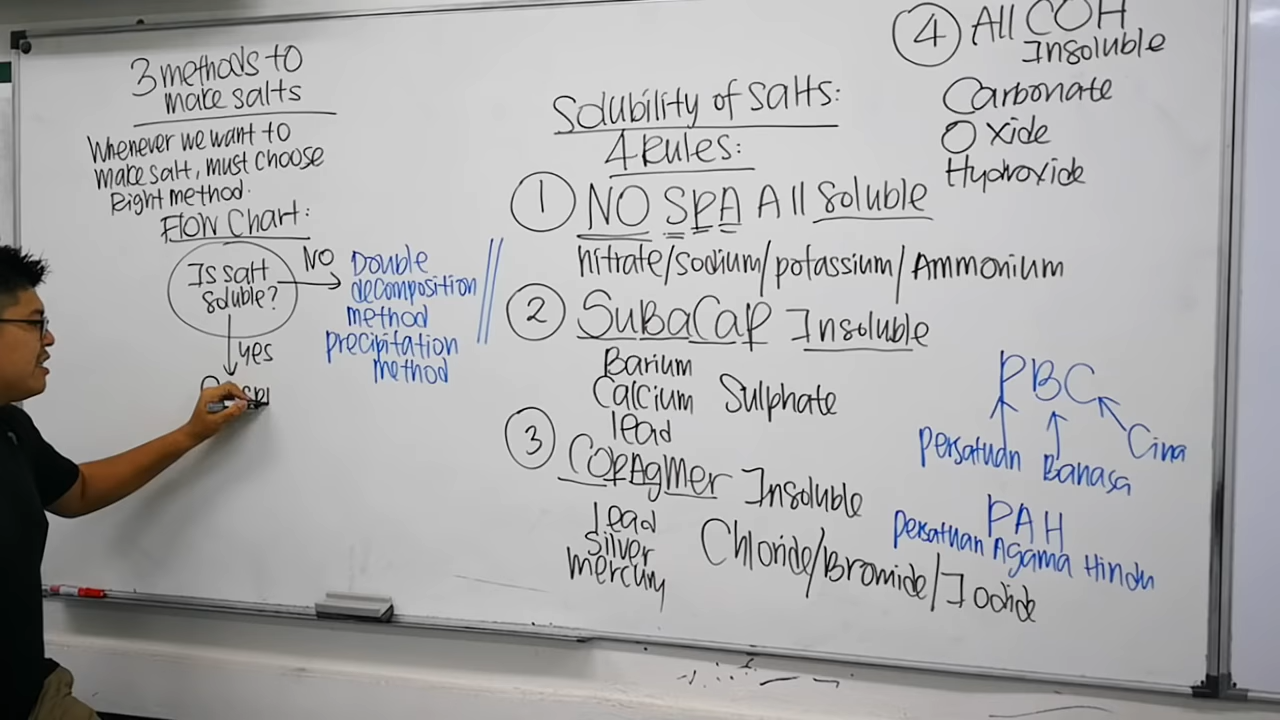 3 methods to
make salts
Whenever we want to
make salt, must choose
Right method.
Flow Chart:
Is salt
soluble?
NO
Double
decomposition
method
precipitation
method
yes
Solubility of salts:
4 Rules:
1 NO SPA All soluble
nitrate/sodium/potassium/Ammonium
2 SuBaCaP Insoluble
Barium
Calcium Sulphate
lead
3 COPAgmer Insoluble
lead
Silver
mercury
Chloride/Bromide/Iodide
4 All COH
Insoluble
Carbonate
Oxide
Hydroxide
PBC
Persatuan Bahasa Cina
PAH
Persatuan Agama Hindu